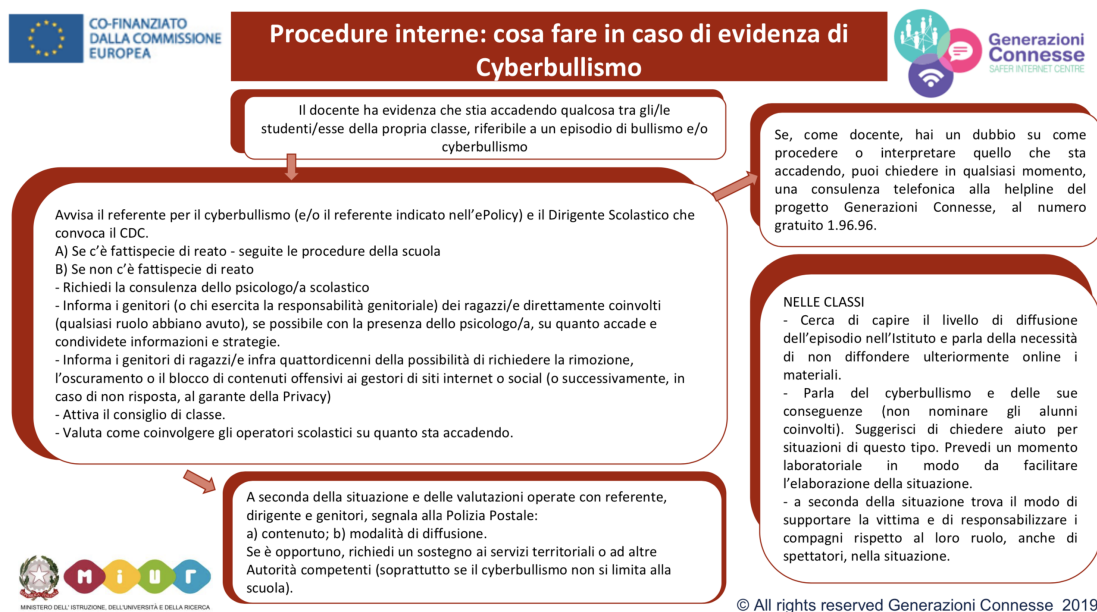 CO-FINANZIATO
DALLA COMMISSIONE
EUROPEA
Procedure interne: cosa fare in caso di evidenza di
Cyberbullismo
Generazioni
Connesse
SAFER INTERNET CENTRE
Il docente ha evidenza che stia accadendo qualcosa tra gli/le
studenti/esse della propria classe, riferibile a un episodio di bullismo e/o
cyberbullismo
Se, come docente, hai un dubbio su come
procedere o interpretare quello che sta
accadendo, puoi chiedere in qualsiasi momento,
una consulenza telefonica alla helpline del
progetto Generazioni Connesse, al numero
gratuito 1.96.96.
Avvisa il referente per il cyberbullismo (e/o il referente indicato nell’ePolicy) e il Dirigente Scolastico che
convoca il CDC.
A) Se c’è fattispecie di reato - seguite le procedure della scuola
B) Se non c’è fattispecie di reato
- Richiedi la consulenza dello psicologo/a scolastico
- Informa i genitori (o chi esercita la responsabilità genitoriale) dei ragazzi/e direttamente coinvolti
(qualsiasi ruolo abbiano avuto), se possibile con la presenza dello psicologo/a, su quanto accade e
condividete informazioni e strategie.
- Informa i genitori di ragazzi/e infra quattordicenni della possibilità di richiedere la rimozione,
l’oscuramento o il blocco di contenuti offensivi ai gestori di siti internet o social (o successivamente, in
caso di non risposta, al garante della Privacy)
- Attiva il consiglio di classe.
- Valuta come coinvolgere gli operatori scolastici su quanto sta accadendo.
NELLE CLASSI
- Cerca di capire il livello di diffusione
dell’episodio nell’Istituto e parla della necessità
di non diffondere ulteriormente online i
materiali.
- Parla del cyberbullismo e delle sue
conseguenze (non nominare gli alunni
coinvolti). Suggerisci di chiedere aiuto per
situazioni di questo tipo. Prevedi un momento
laboratoriale in modo da facilitare
l’elaborazione della situazione.
- a seconda della situazione trova il modo di
supportare la vittima e di responsabilizzare i
compagni rispetto al loro ruolo, anche di
spettatori, nella situazione.
A seconda della situazione e delle valutazioni operate con referente,
dirigente e genitori, segnala alla Polizia Postale:
a) contenuto; b) modalità di diffusione.
Se è opportuno, richiedi un sostegno ai servizi territoriali o ad altre
Autorità competenti (soprattutto se il cyberbullismo non si limita alla
scuola).
miur
MINISTERO DELL' ISTRUZIONE, DELL'UNIVERSITÀ E DELLA RICERCA
© All rights reserved Generazioni Connesse 2019